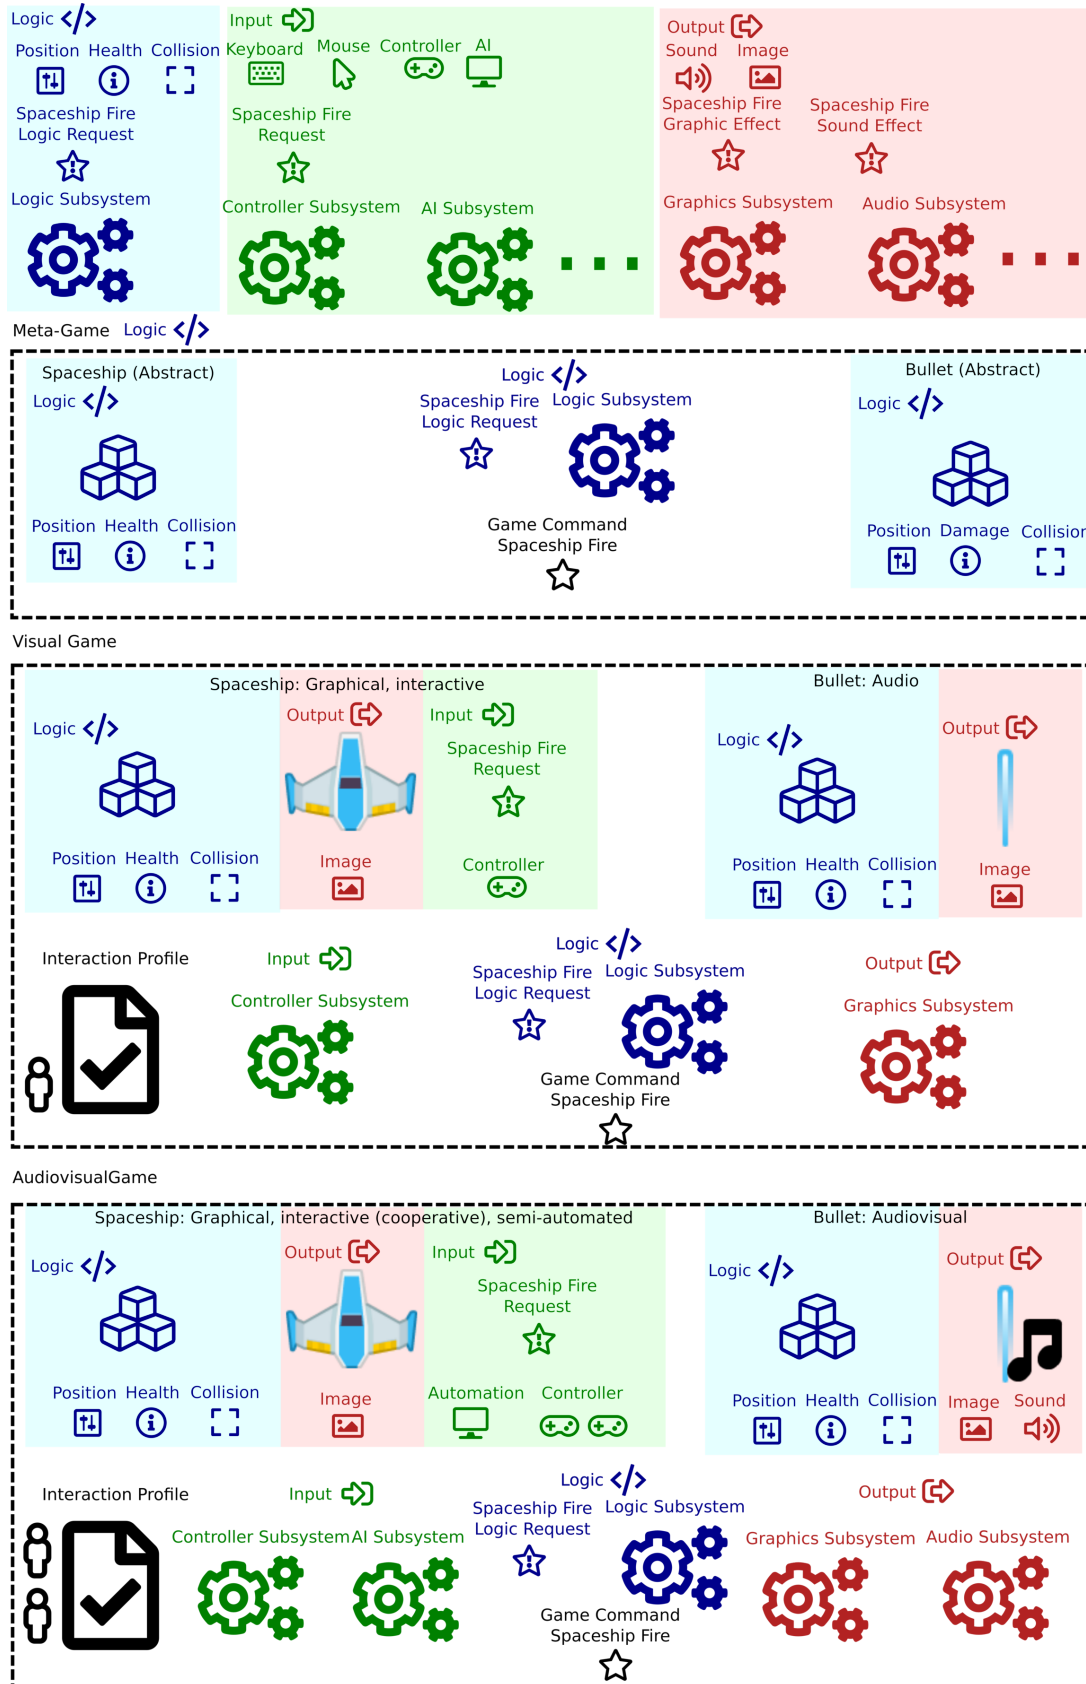 Logic
Position Health Collision
Spaceship Fire
Logic Request
Logic Subsystem
Input
Keyboard Mouse Controller AI
Spaceship Fire
Request
Controller Subsystem AI Subsystem
Output
Sound Image
Spaceship Fire
Graphic Effect
Spaceship Fire
Sound Effect
Graphics Subsystem Audio Subsystem
Meta-Game Logic
Spaceship (Abstract)
Logic
Position Health Collision
Logic
Spaceship Fire
Logic Request
Logic Subsystem
Game Command
Spaceship Fire
Bullet (Abstract)
Logic
Position Damage Collision
Visual Game
Spaceship: Graphical, interactive
Logic
Position Health Collision
Output
Image
Input
Spaceship Fire
Request
Controller
Bullet: Audio
Logic
Position Health Collision
Output
Image
Interaction Profile
Input
Controller Subsystem
Logic
Spaceship Fire
Logic Request
Logic Subsystem
Game Command
Spaceship Fire
Output
Graphics Subsystem
AudiovisualGame
Spaceship: Graphical, interactive (cooperative), semi-automated
Logic
Position Health Collision
Output
Image
Input
Spaceship Fire
Request
Automation Controller
Bullet: Audiovisual
Logic
Position Health Collision
Output
Image Sound
Interaction Profile
Input
Controller Subsystem AI Subsystem
Logic
Spaceship Fire
Logic Request
Logic Subsystem
Game Command
Spaceship Fire
Output
Graphics Subsystem Audio Subsystem